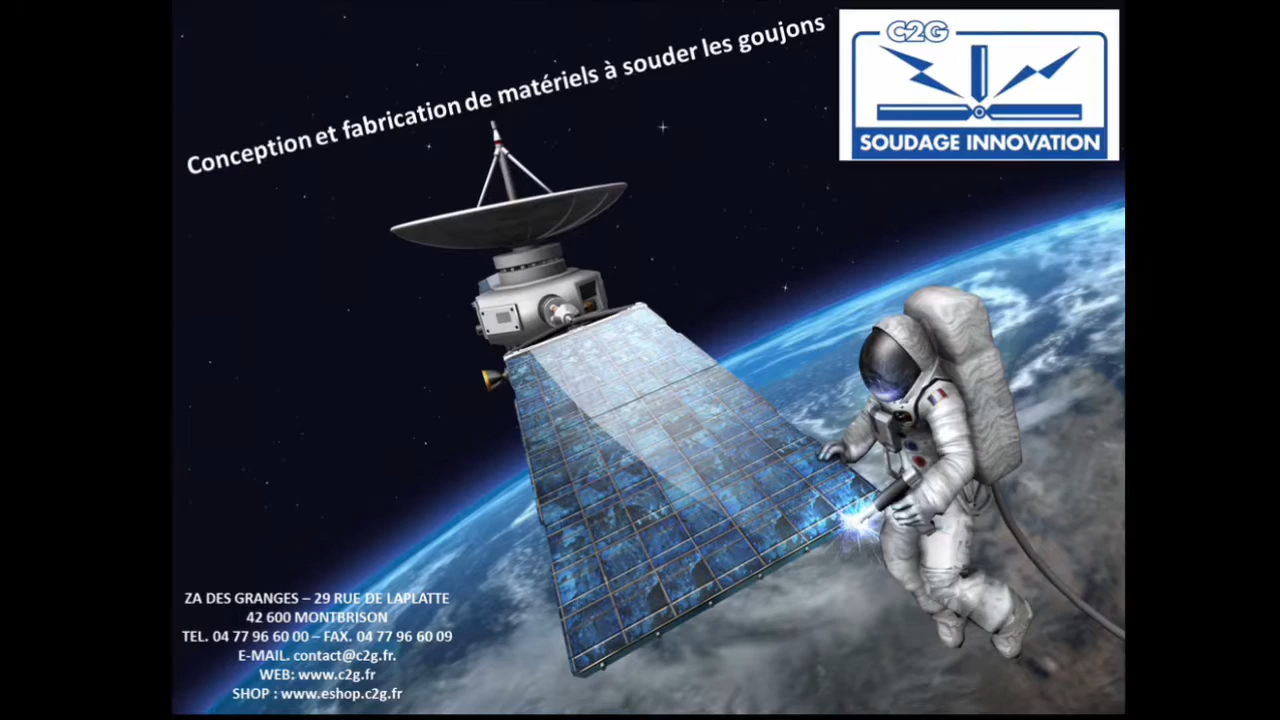 Conception et fabrication de matériels à souder les goujons
C2G
SOUDAGE INNOVATION
ZA DES GRANGES – 29 RUE DE LAPLATTE
42 600 MONTBRISON
TEL. 04 77 96 60 00 – FAX. 04 77 96 60 09
E-MAIL. contact@c2g.fr.
WEB: www.c2g.fr
SHOP : www.eshop.c2g.fr